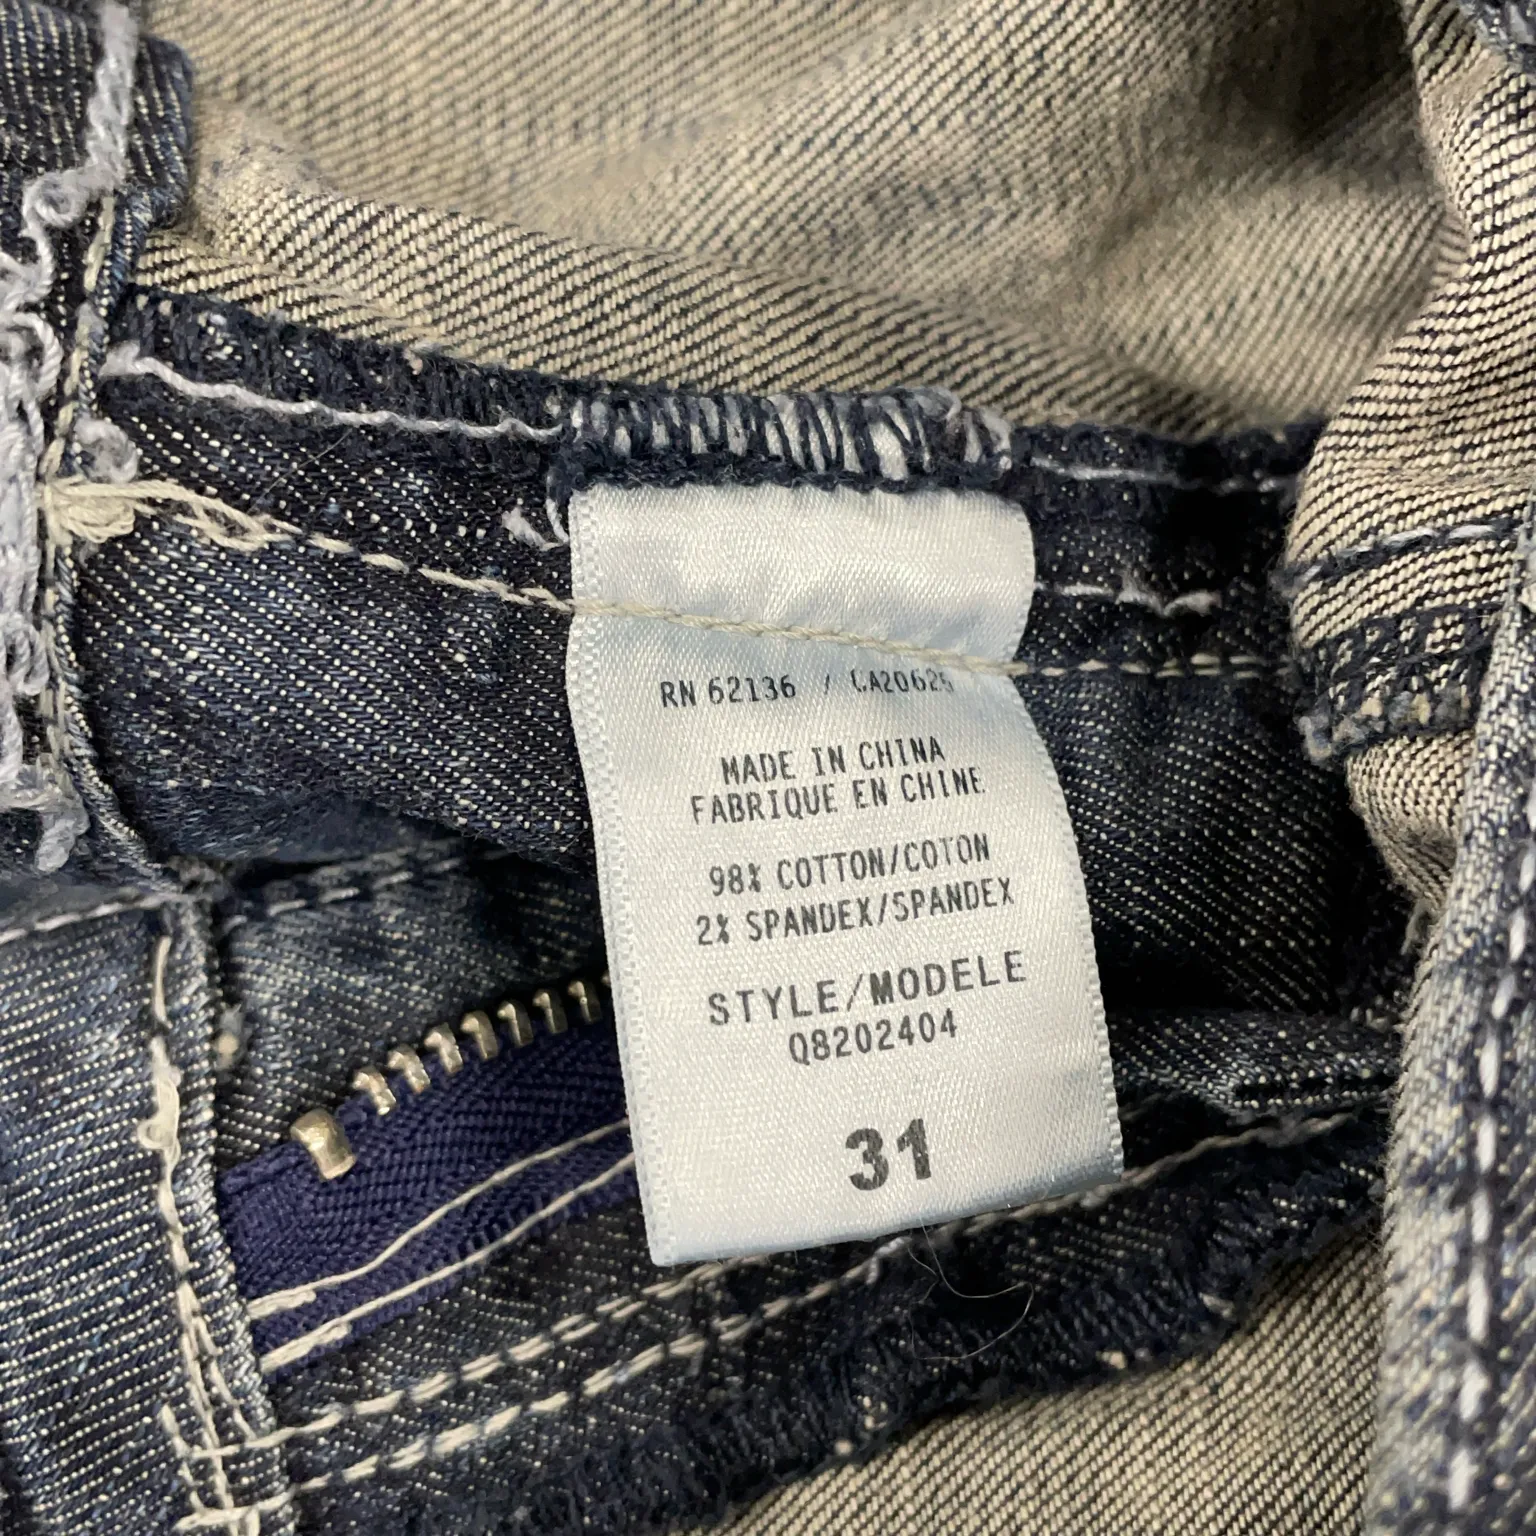 RN 62136 / CA20625
MADE IN CHINA
FABRIQUE EN CHINE
98% COTTON/COTON
2% SPANDEX/SPANDEX
STYLE/MODELE
Q8202404
31